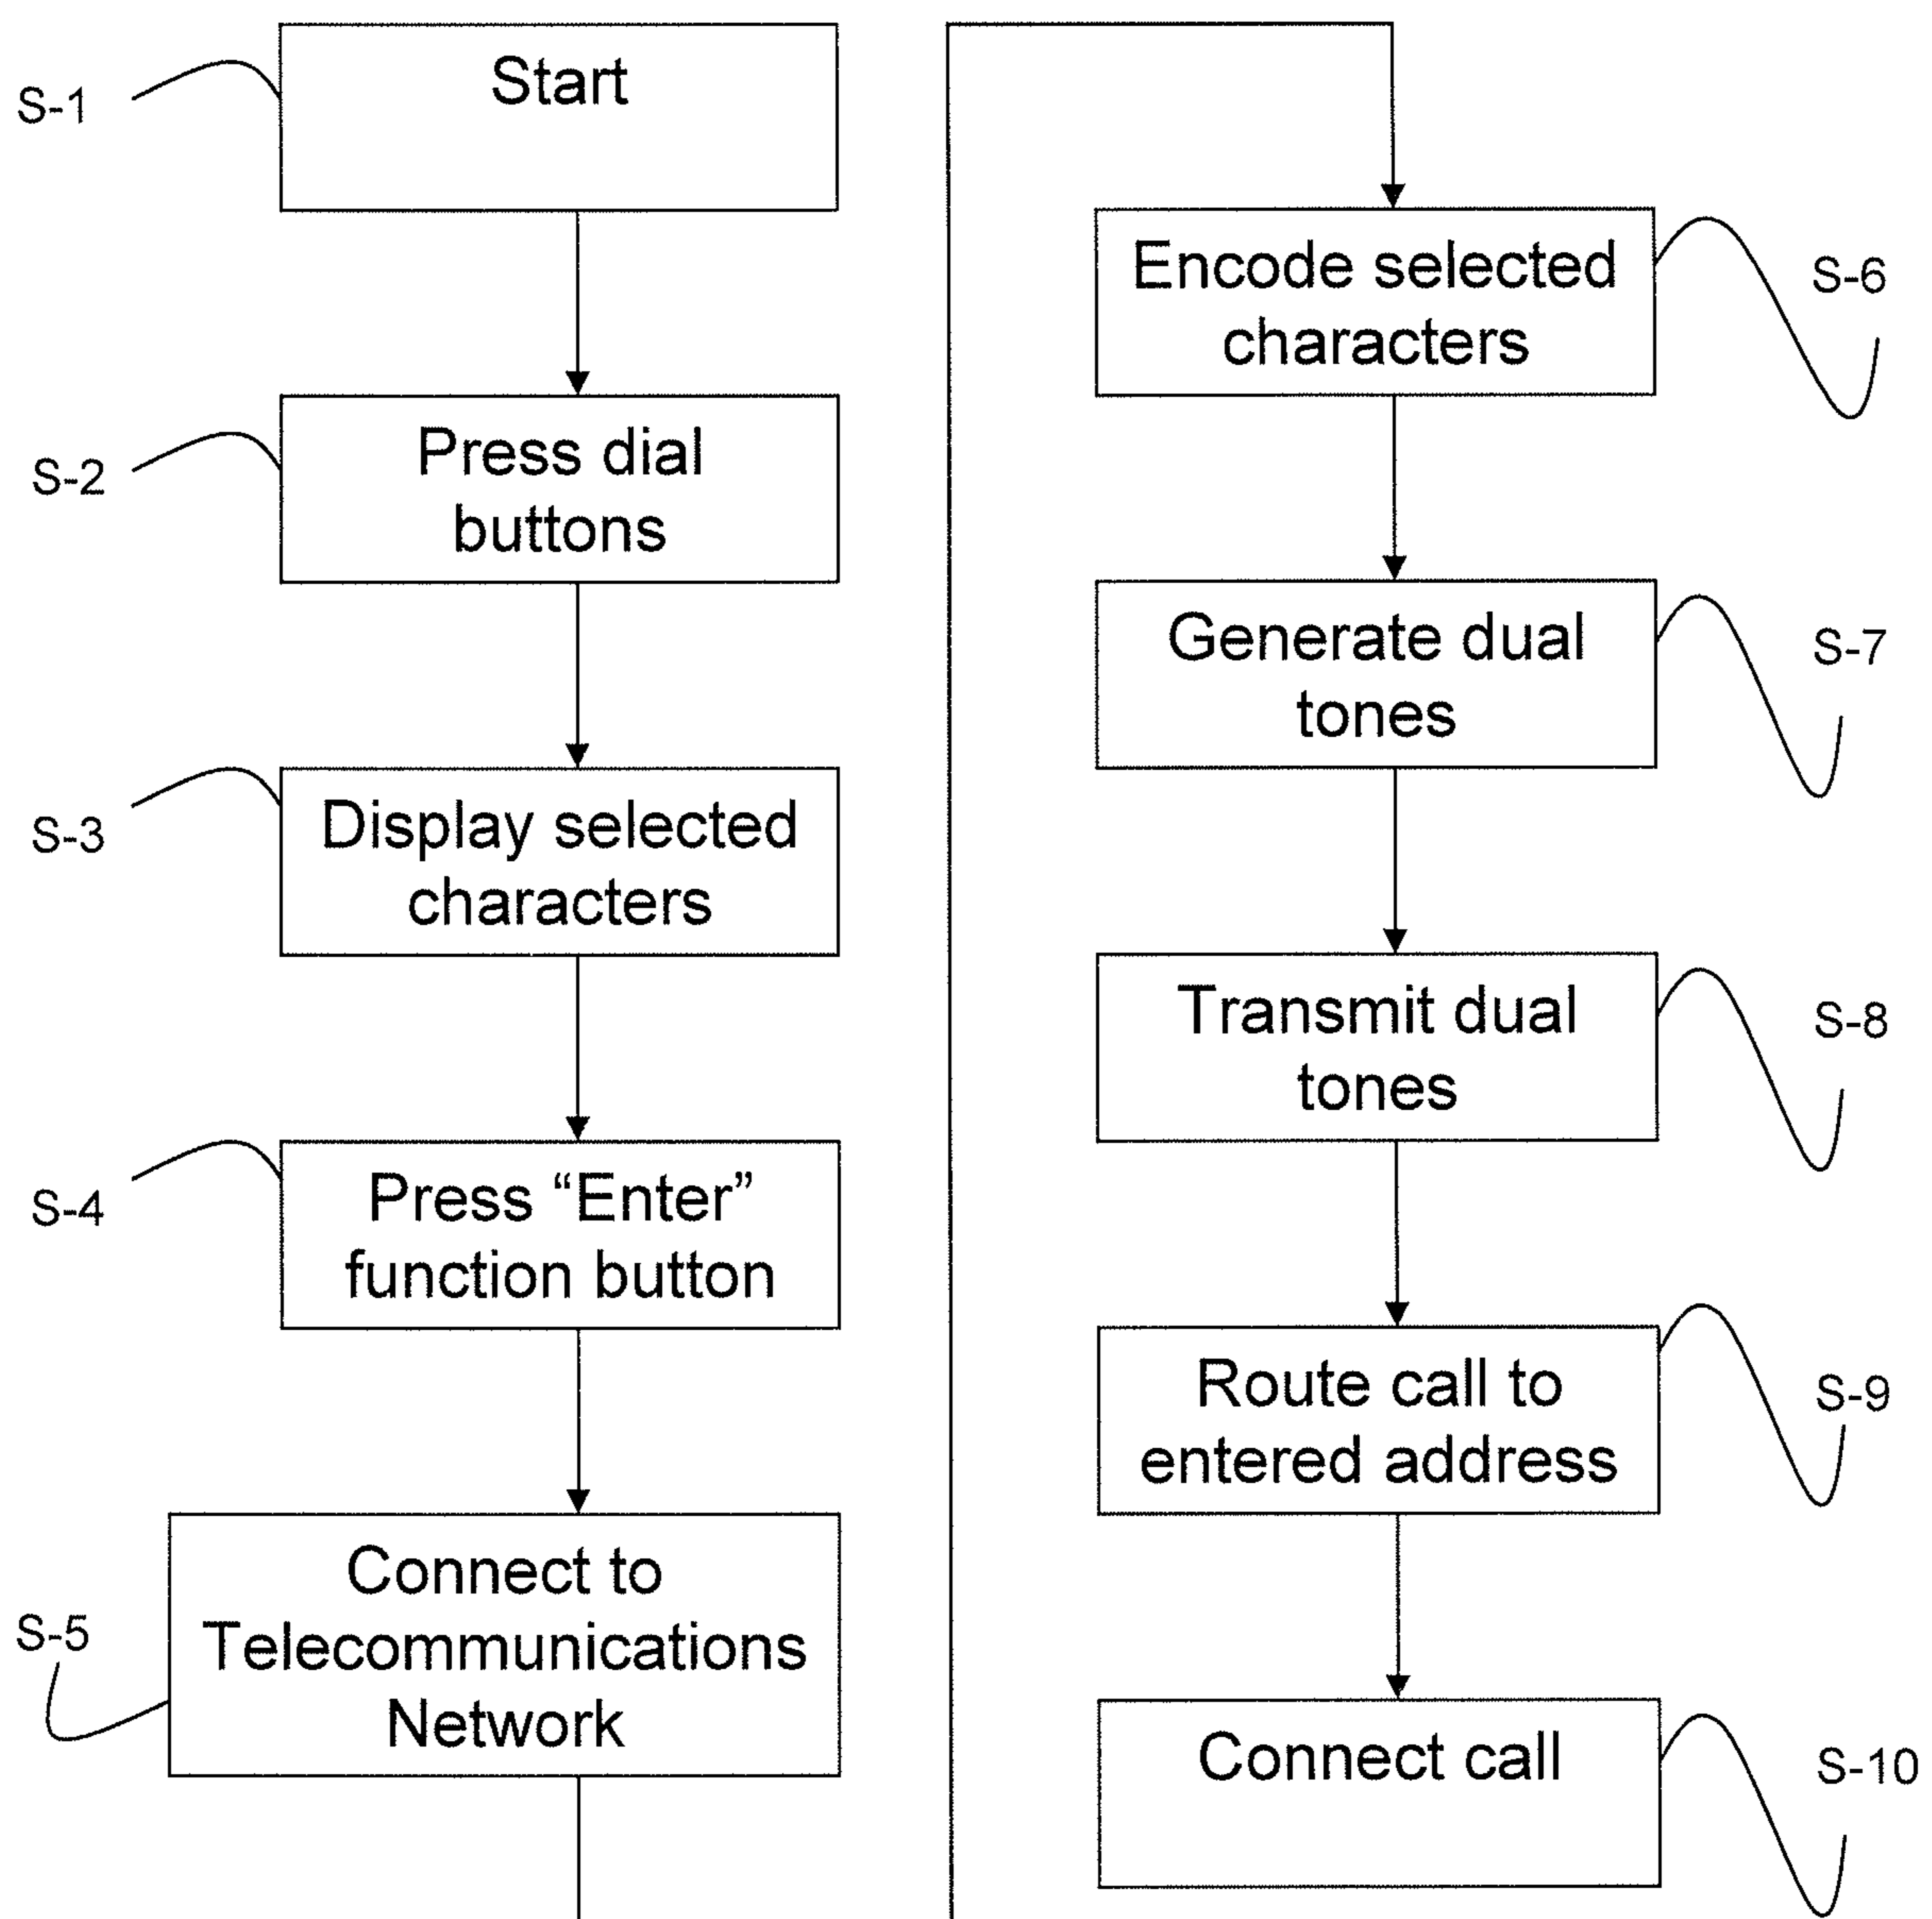 S-1
Start
S-2
Press dial
buttons
S-3
Display selected
characters
S-4
Press “Enter”
function button
S-5
Connect to
Telecommunications
Network
Encode selected
characters
S-6
Generate dual
tones
S-7
Transmit dual
tones
S-8
Route call to
entered address
S-9
Connect call
S-10